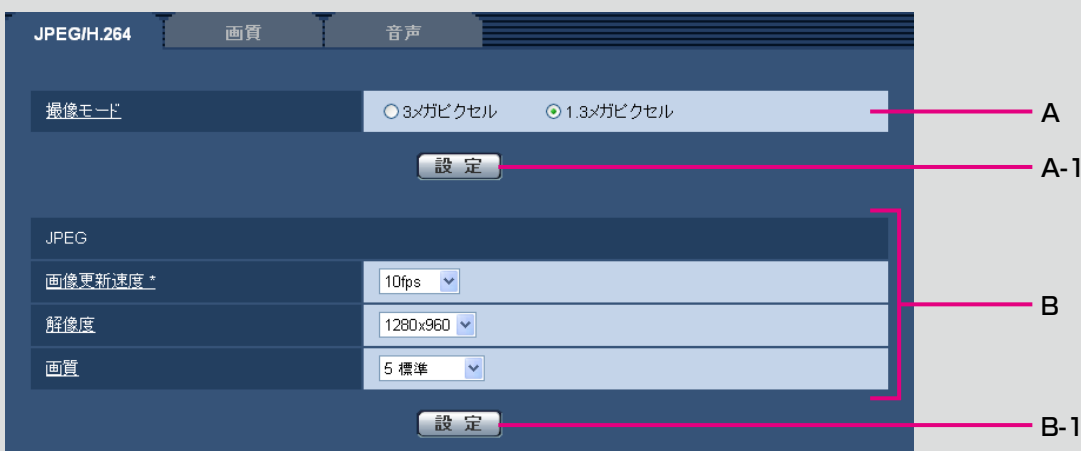 JPEG/H.264 画質 音声
撮像モード 3メガピクセル 1.3メガピクセル A
設定 A-1
JPEG
画像更新速度 * 10fps
解像度 1280x960 B
画質 5 標準
設定 B-1